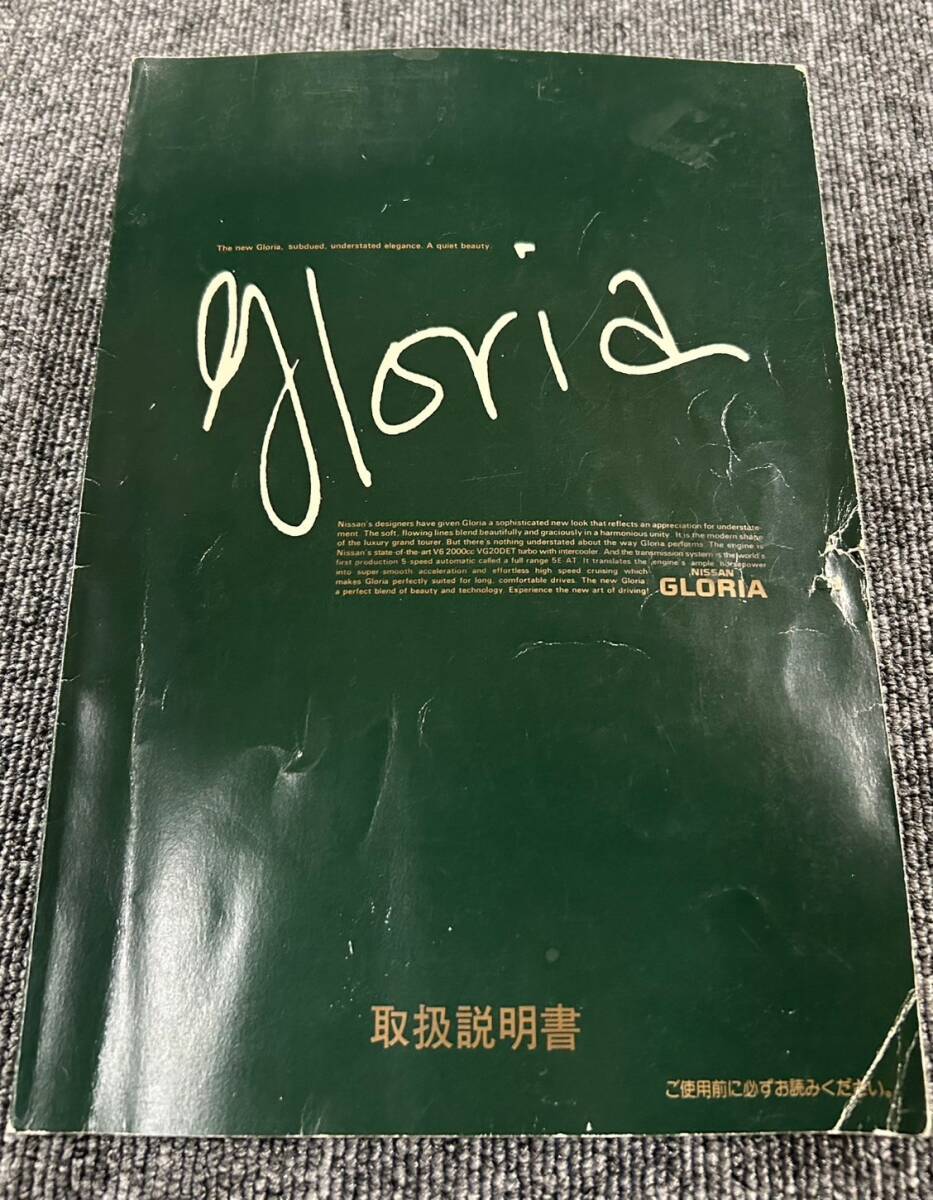 The new Gloria, subdued, understated elegance. A quiet beauty.
gloria
Nissan's designers have given Gloria a sophisticated new look that reflects an appreciation for understate-
ment. The soft, flowing lines blend beautifully and graciously in a harmonious unity. It is the modern shape
of the luxury grand tourer. But there's nothing understated about the way Gloria performs. The engine is
Nissan's state-of-the-art V6 2000cc VG20DET turbo with intercooler. And the transmission system is the world's
first production 5 speed automatic called a full range 5E AT. It translates the engine's ample horsepower
into super-smooth acceleration and effortless high speed cruising which
makes Gloria perfectly suited for long, comfortable drives. The new Gloria:
a perfect blend of beauty and technology. Experience the new art of driving!
NISSAN
GLORIA
取扱説明書
ご使用前に必ずお読みください。